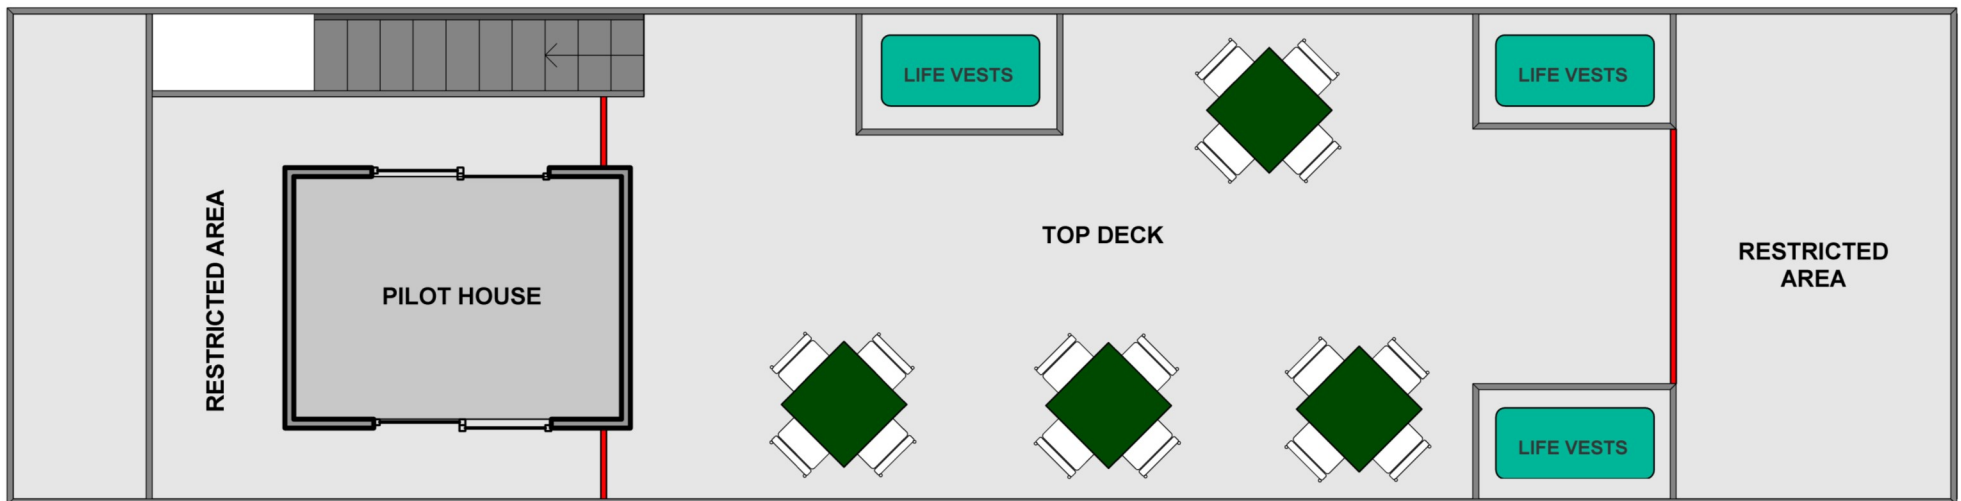 LIFE VESTS
LIFE VESTS
TOP DECK
RESTRICTED
AREA
RESTRICTED AREA
PILOT HOUSE
LIFE VESTS